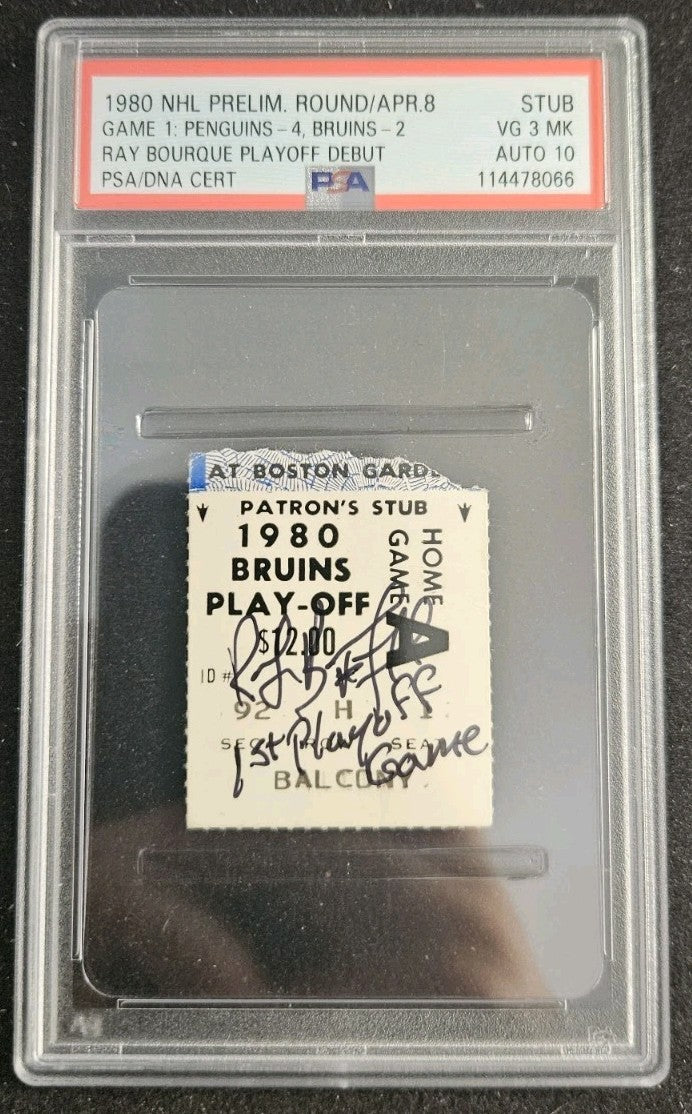 1980 NHL PRELIM. ROUND/APR.8 STUB
GAME 1: PENGUINS - 4, BRUINS - 2 VG 3 MK
RAY BOURQUE PLAYOFF DEBUT AUTO 10
PSA/DNA CERT PSA 114478066
AT BOSTON GARD
PATRON'S STUB
1980
BRUINS
PLAY-OFF
HOME
GAME
A
$12.00
ID #
92 H 1
SEA
1st Playoff
Game
BALCONY